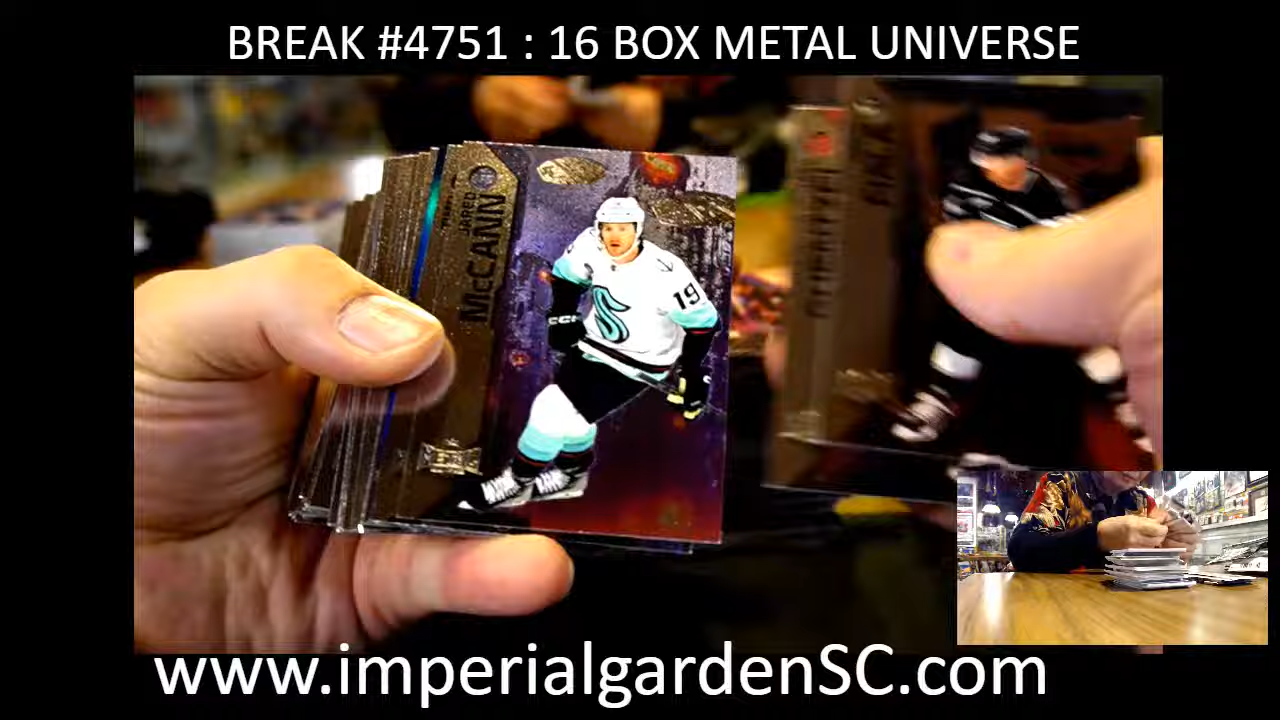 BREAK #4751 : 16 BOX METAL UNIVERSE
JARED
McCANN
19
www.imperialgardenSC.com